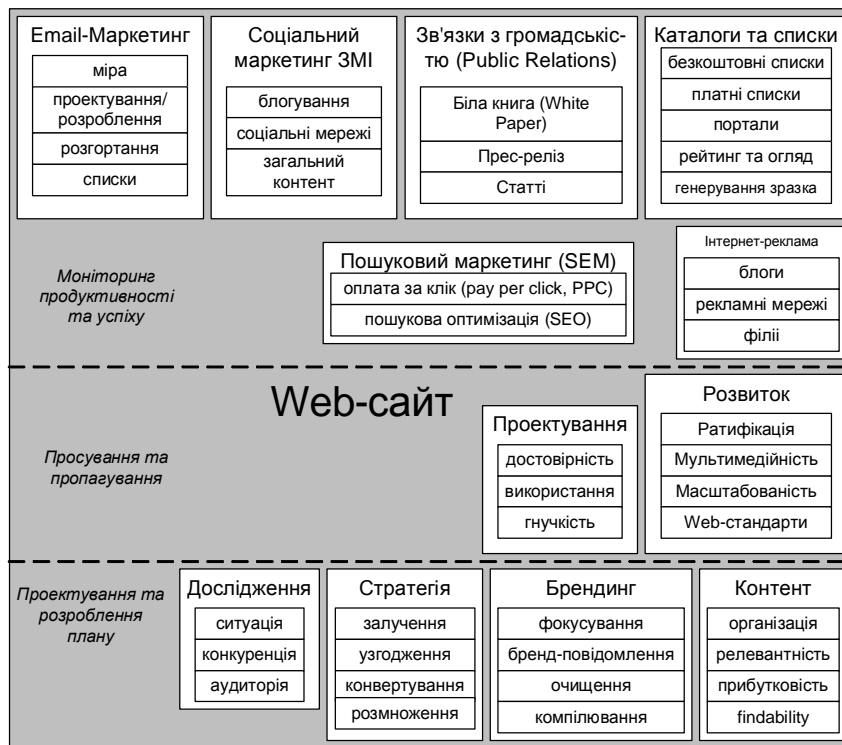 Email-Маркетинг
міра
проектування/
розроблення
розгортання
списки
Соціальний
маркетинг ЗМІ
блогування
соціальні мережі
загальний
контент
Зв'язки з громадськіс-
тю (Public Relations)
Біла книга (White
Paper)
Прес-реліз
Статті
Каталоги та списки
безкоштовні списки
платні списки
портали
рейтинг та огляд
генерування зразка
Моніторинг
продуктивності
та успіху
Пошуковий маркетинг (SEM)
оплата за клік (pay per click, PPC)
пошукова оптимізація (SEO)
Інтернет-реклама
блоги
рекламні мережі
філії
Web-сайт
Просування та
пропагування
Проектування
достовірність
використання
гнучкість
Розвиток
Ратифікація
Мультимедійність
Масштабованість
Web-стандарти
Проектування та
розроблення
плану
Дослідження
ситуація
конкуренція
аудиторія
Стратегія
залучення
узгодження
конвертування
розмноження
Брендинг
фокусування
бренд-повідомлення
очищення
компілювання
Контент
організація
релевантність
прибутковість
findability